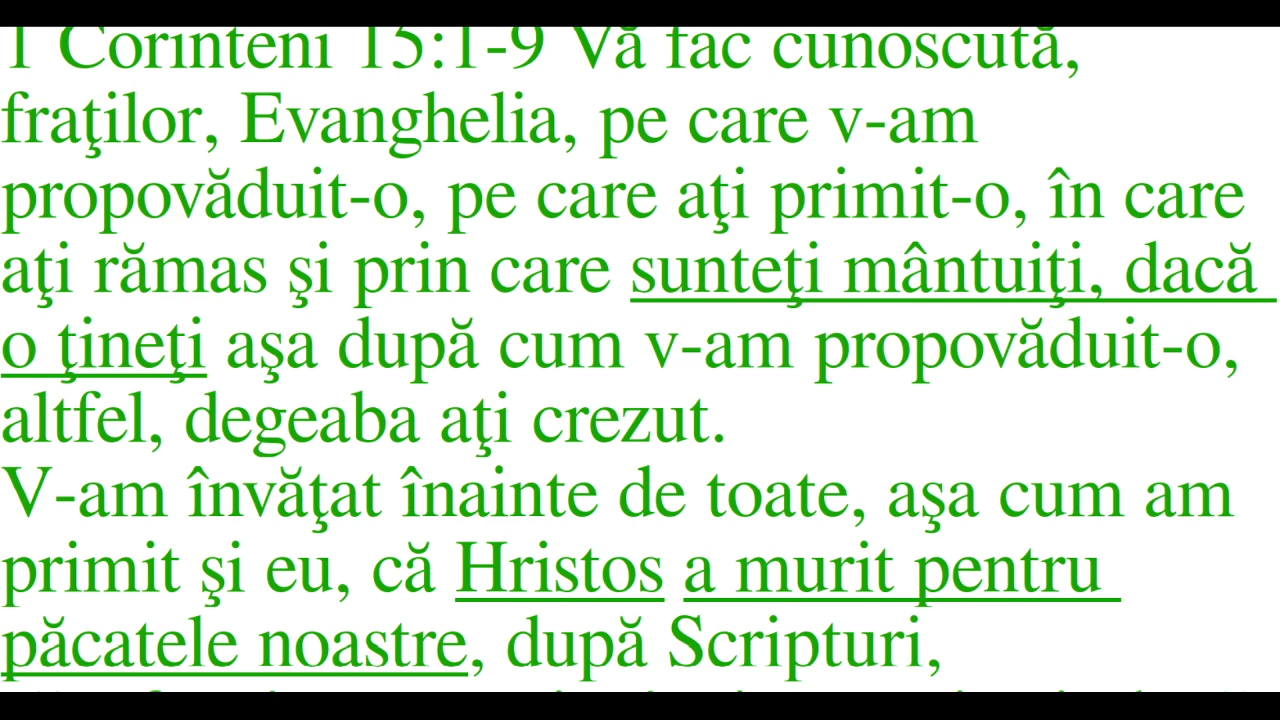 1 Corinteni 15:1-9 Vă fac cunoscută,
fraţilor, Evanghelia, pe care v-am
propovăduit-o, pe care aţi primit-o, în care
aţi rămas şi prin care sunteţi mântuiţi, dacă
o ţineţi aşa după cum v-am propovăduit-o,
altfel, degeaba aţi crezut.
V-am învăţat înainte de toate, aşa cum am
primit şi eu, că Hristos a murit pentru
păcatele noastre, după Scripturi,